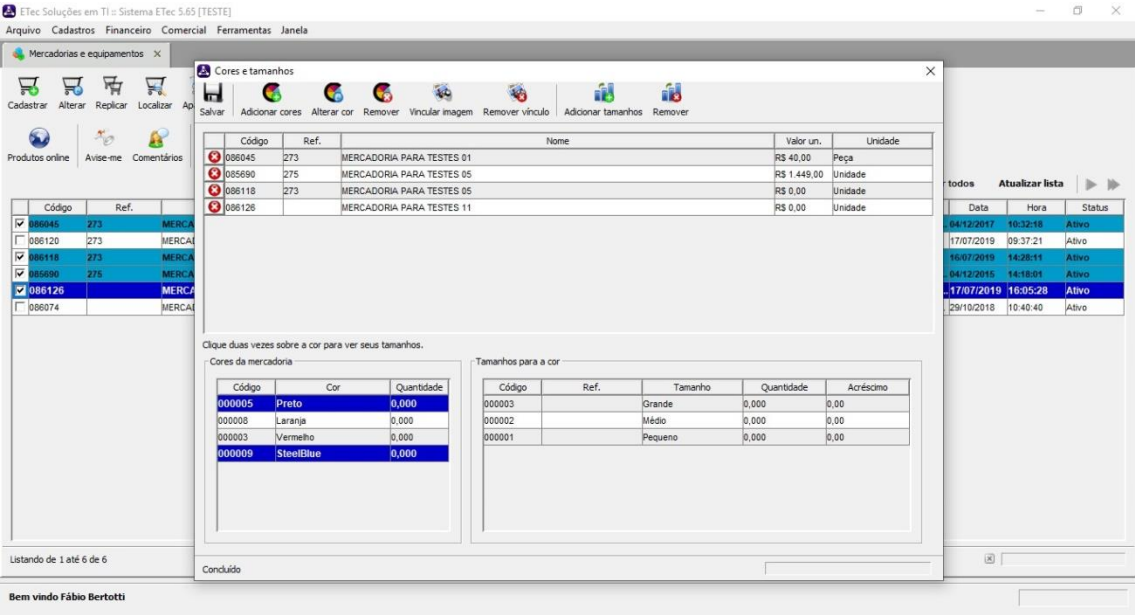 ETec Soluções em TI :: Sistema ETec 5.65 [TESTE]
Arquivo Cadastros Financeiro Comercial Ferramentas Janela
Mercadorias e equipamentos
Cadastrar Alterar Replicar Localizar
Produtos online Avise-me Comentários
todos Atualizar lista
Código Ref. Data Hora Status
086045 273 MERCA 04/12/2017 10:32:18 Ativo
086120 273 MERCA 17/07/2019 09:37:21 Ativo
086118 273 MERCA 16/07/2019 14:28:11 Ativo
085690 275 MERCA 04/12/2015 14:18:01 Ativo
086126 MERCA 17/07/2019 16:05:28 Ativo
086074 MERCA 29/10/2018 10:40:40 Ativo
Cores e tamanhos
Salvar Adicionar cores Alterar cor Remover Vincular imagem Remover vínculo Adicionar tamanhos Remover
Código Ref. Nome Valor un. Unidade
086045 273 MERCADORIA PARA TESTES 01 R$ 40,00 Peça
085690 275 MERCADORIA PARA TESTES 05 R$ 1.449,00 Unidade
086118 273 MERCADORIA PARA TESTES 05 R$ 0,00 Unidade
086126 MERCADORIA PARA TESTES 11 R$ 0,00 Unidade
Clique duas vezes sobre a cor para ver seus tamanhos.
Cores da mercadoria
Código Cor Quantidade
000005 Preto 0,000
000008 Laranja 0,000
000003 Vermelho 0,000
000009 SteelBlue 0,000
Tamanhos para a cor
Código Ref. Tamanho Quantidade Acréscimo
000003 Grande 0,000 0,00
000002 Médio 0,000 0,00
000001 Pequeno 0,000 0,00
Concluído
Listando de 1 até 6 de 6
Bem vindo Fábio Bertotti